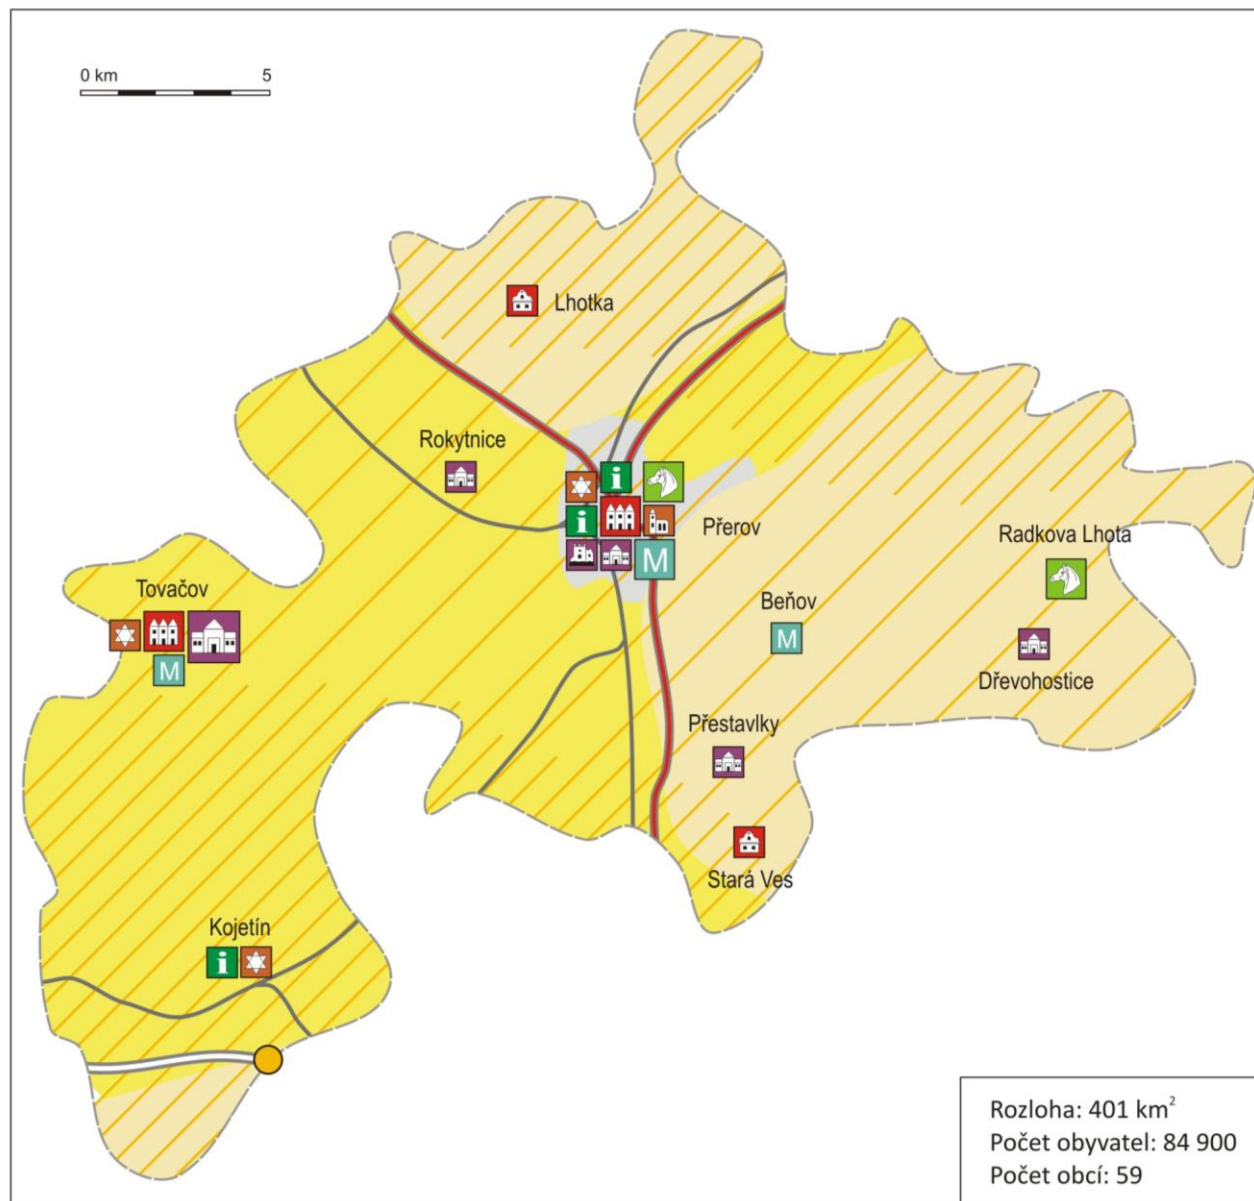 0 km 5
Lhotka
Rokytnice
i
i
Přerov
M
Radkova Lhota
Tovačov
M
Beňov
M
Dřevohostice
Přestavlky
Stará Ves
Kojetín
i
Rozloha: 401 km²
Počet obyvatel: 84 900
Počet obcí: 59